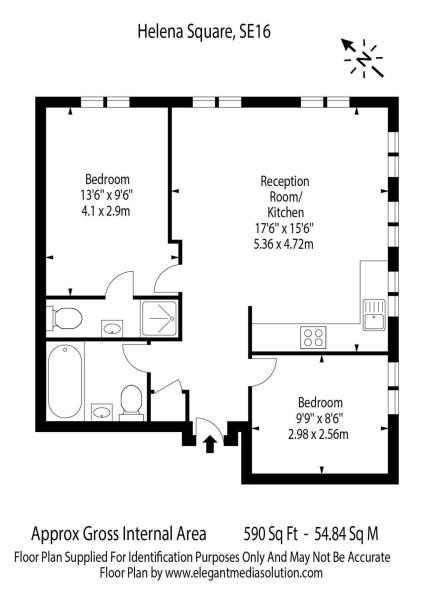 Helena Square, SE16
N
Bedroom
13'6" x 9'6"
4.1 x 2.9m
Reception
Room/
Kitchen
17'6" x 15'6"
5.36 x 4.72m
Bedroom
9'9" x 8'6"
2.98 x 2.56m
Approx Gross Internal Area 590 Sq Ft - 54.84 Sq M
Floor Plan Supplied For Identification Purposes Only And May Not Be Accurate
Floor Plan by www.elegantmediasolution.com